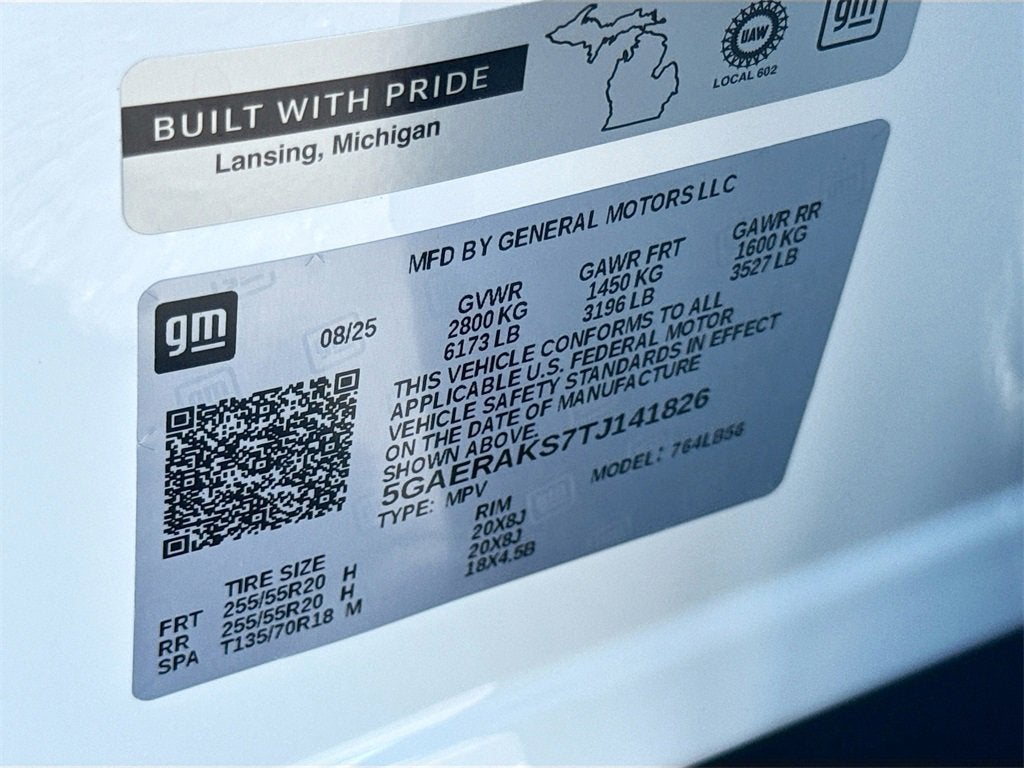 BUILT WITH PRIDE
Lansing, Michigan
UAW
LOCAL 602
gm
MFD BY GENERAL MOTORS LLC
gm
08/25
GVWR
2800 KG
6173 LB
GAWR FRT
1450 KG
3196 LB
GAWR RR
1600 KG
3527 LB
THIS VEHICLE CONFORMS TO ALL
APPLICABLE U.S. FEDERAL MOTOR
VEHICLE SAFETY STANDARDS IN EFFECT
ON THE DATE OF MANUFACTURE
SHOWN ABOVE.
5GAERAKS7TJ141826
TYPE: MPV
MODEL: 764LB56
TIRE SIZE
RIM
FRT 255/55R20 H 20X8J
RR 255/55R20 H 20X8J
SPA T135/70R18 M 18X4.5B